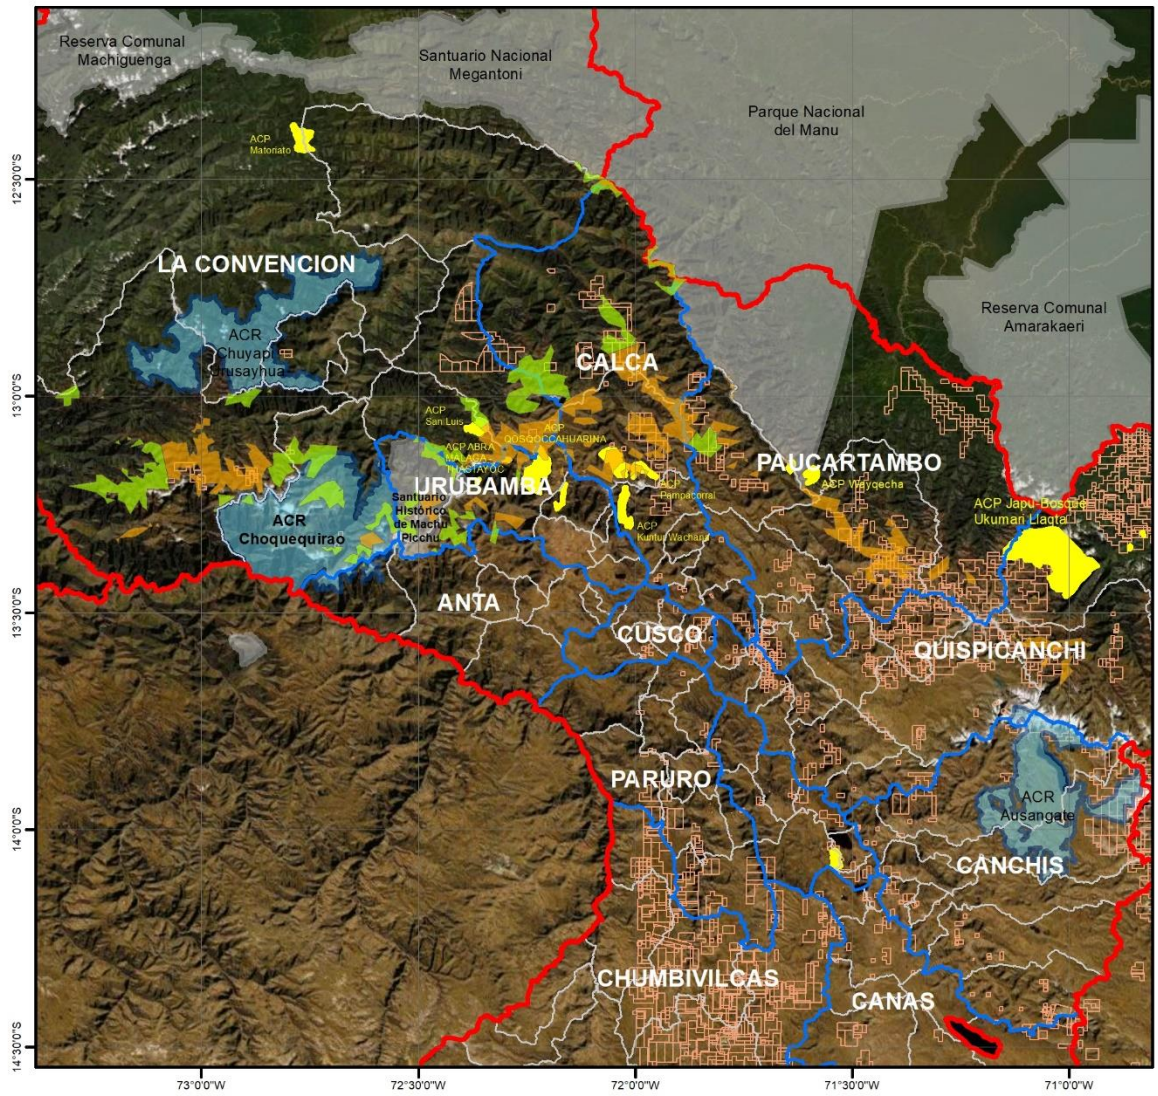 Reserva Comunal
Machiguenga
Santuario Nacional
Megantoni
Parque Nacional
del Manu
ACP
Matoriato
12°30'0"S
LA CONVENCION
Reserva Comunal
Amarakaeri
ACR
Chuyapi
Urusayhua
CALCA
13°0'0"S
ACP
San Luis
ACP
QOSQOCCAHUARINA
ACP ABRA
MALAGA
THASTAYOC
PAUCARTAMBO
URUBAMBA
ACP Wayqecha
ACP
Pampacorral
Santuario
Histórico
de Machu
Picchu
ACP Japu-Bosque
Ukumari Llaqta
ACR
Choquequirao
ACP
Kuntur Wachana
ANTA
13°30'0"S
CUSCO
QUISPICANCHI
PARURO
ACR
Ausangate
14°0'0"S
CANCHIS
CHUMBIVILCAS
CANAS
14°30'0"S
73°0'0"W
72°30'0"W
72°0'0"W
71°30'0"W
71°0'0"W